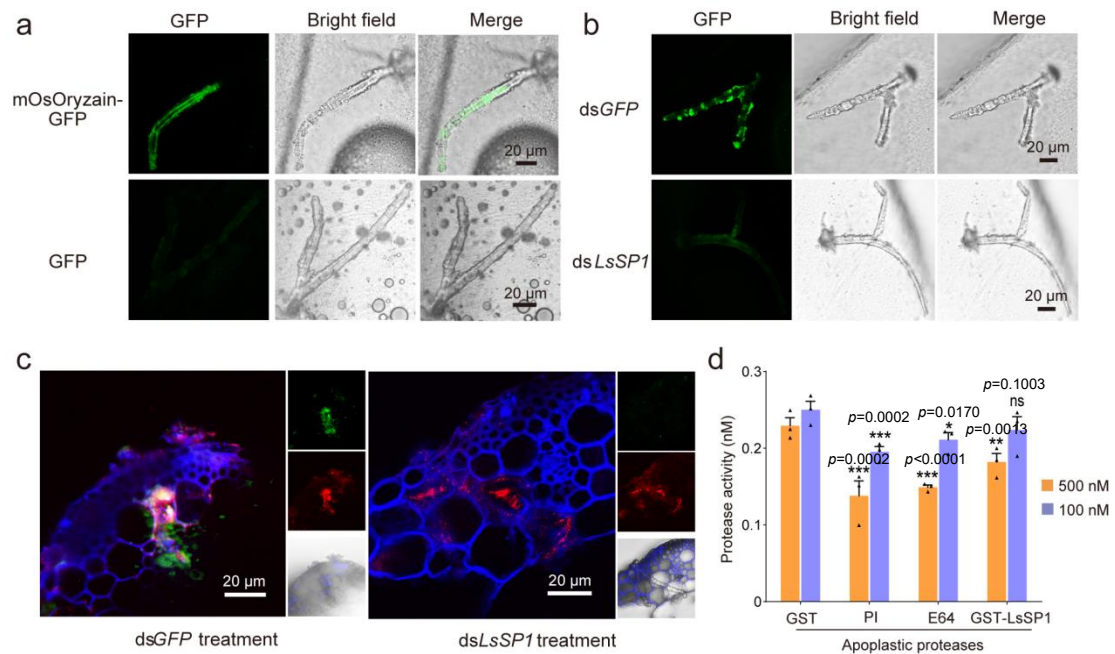 a
GFP
Bright field
Merge
mOsOryzain-
GFP
20 μm
GFP
20 μm
b
GFP
Bright field
Merge
dsGFP
20 μm
dsLsSP1
20 μm
c
20 μm
20 μm
dsGFP treatment
dsLsSP1 treatment
d
Protease activity (nM)
0.3
0.2
0.1
0
p=0.0002
***
p=0.0002
***
p=0.0170
*
p<0.0001
***
p=0.1003
ns
p=0.0013
**
500 nM
100 nM
GST
PI
E64
GST-LsSP1
Apoplastic proteases